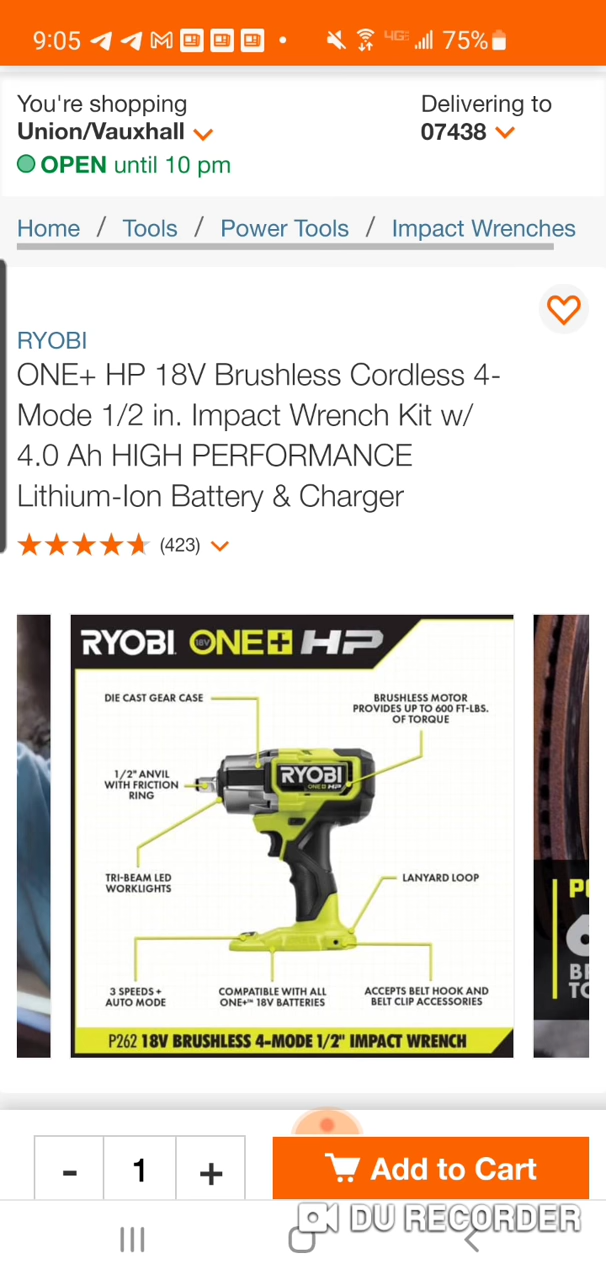 9:05 4GE 75%
You're shopping
Union/Vauxhall
OPEN until 10 pm
Delivering to
07438
Home / Tools / Power Tools / Impact Wrenches
RYOBI
ONE+ HP 18V Brushless Cordless 4-
Mode 1/2 in. Impact Wrench Kit w/
4.0 Ah HIGH PERFORMANCE
Lithium-Ion Battery & Charger
(423)
RYOBI 18V ONE+ HP
DIE CAST GEAR CASE
BRUSHLESS MOTOR
PROVIDES UP TO 600 FT-LBS.
OF TORQUE
1/2" ANVIL
WITH FRICTION
RING
RYOBI
ONE+ HP
TRI-BEAM LED
WORKLIGHTS
LANYARD LOOP
3 SPEEDS +
AUTO MODE
COMPATIBLE WITH ALL
ONE+™ 18V BATTERIES
ACCEPTS BELT HOOK AND
BELT CLIP ACCESSORIES
P262 18V BRUSHLESS 4-MODE 1/2" IMPACT WRENCH
- 1 +
Add to Cart
DU RECORDER